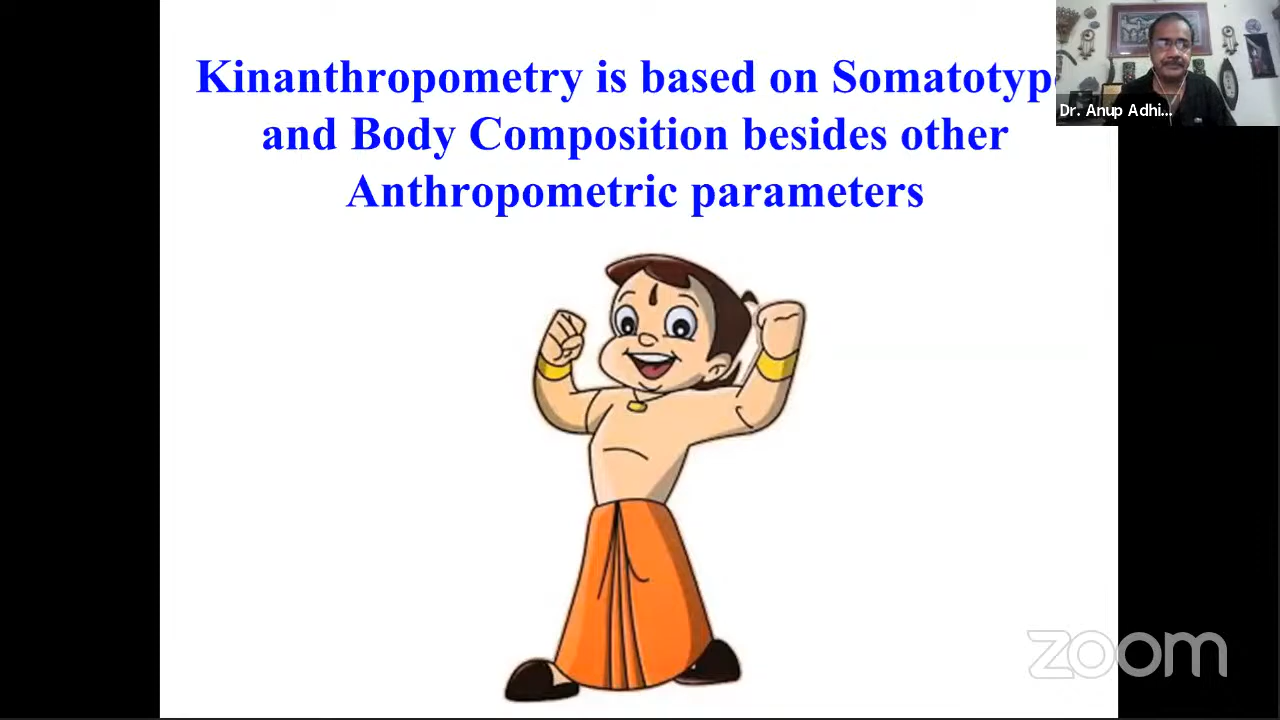 Kinanthropometry is based on Somatotyp
and Body Composition besides other
Anthropometric parameters
Dr. Anup Adhi...
zoom